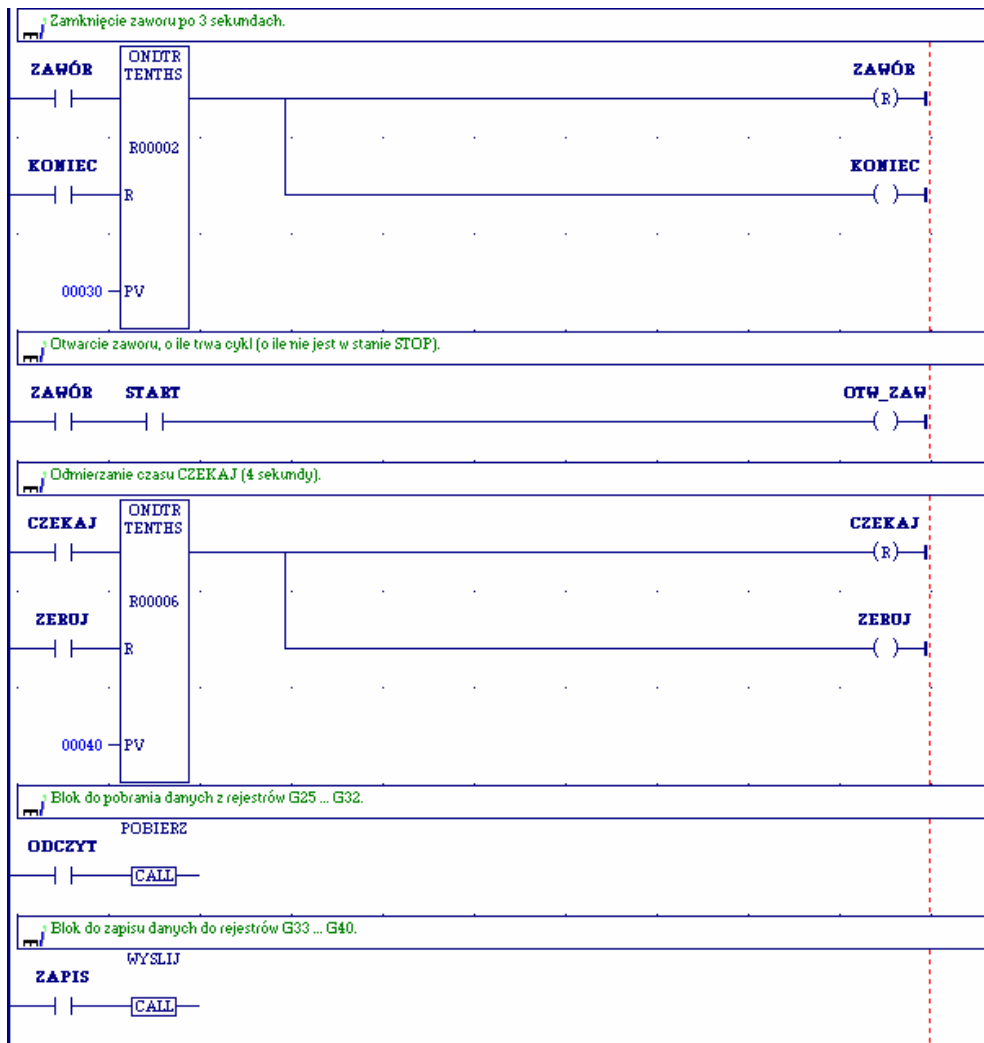 Zamknięcie zaworu po 3 sekundach.
ZAWÓR ONDTR TENTHS ZAWÓR
(R)
R00002
KONIEC KONIEC
R ( )
00030 PV
Otwarcie zaworu, o ile trwa cykl (o ile nie jest w stanie STOP).
ZAWÓR START OTW_ZAW
( )
Odmierzanie czasu CZEKAJ (4 sekundy).
CZEKAJ ONDTR TENTHS CZEKAJ
(R)
R00006
ZERUJ ZERUJ
R ( )
00040 PV
Blok do pobrania danych z rejestrów G25 ... G32.
POBIERZ
ODCZYT
CALL
Blok do zapisu danych do rejestrów G33 ... G40.
WYSLIJ
ZAPIS
CALL